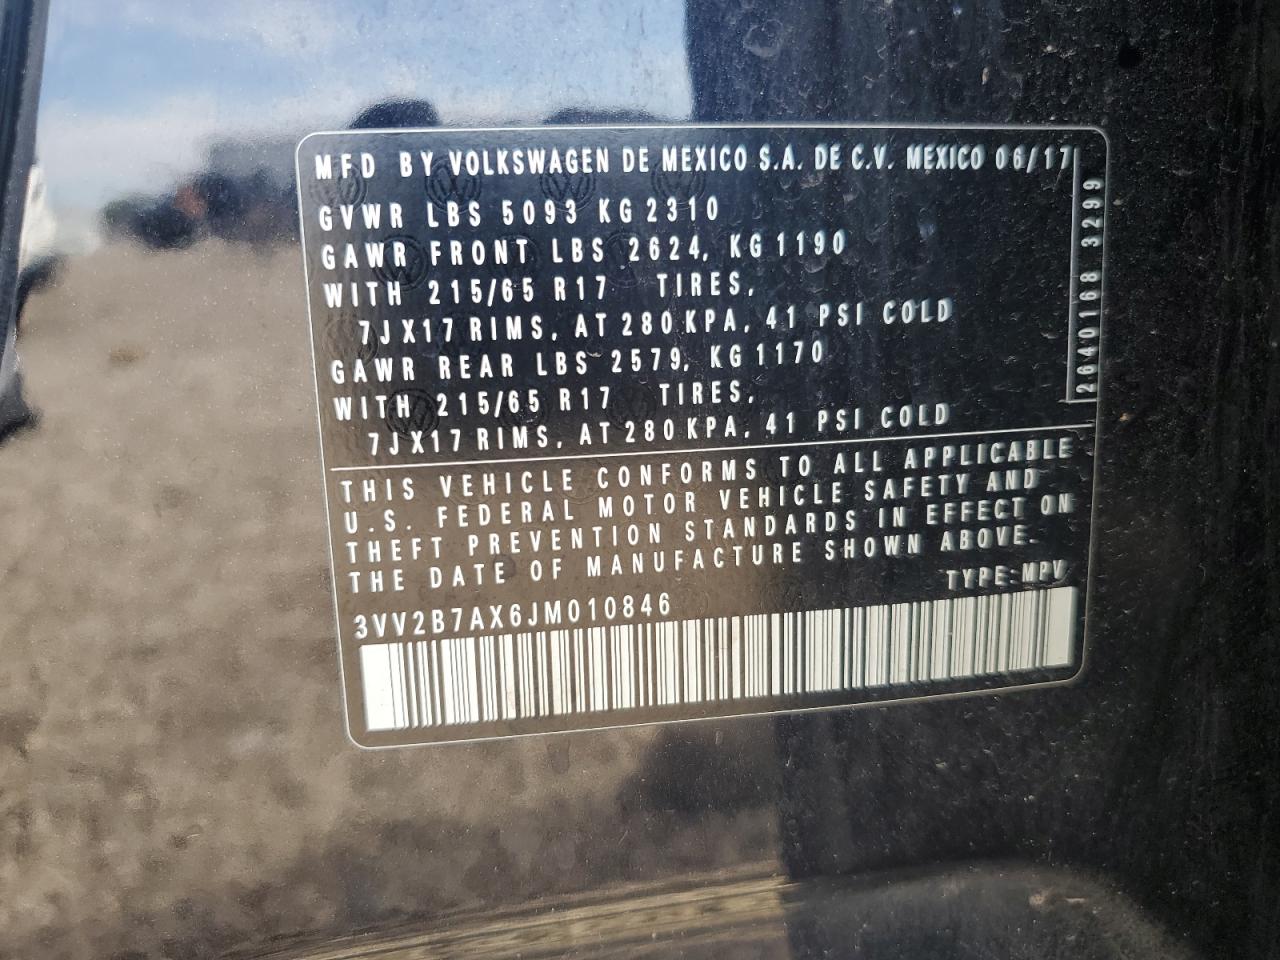 MFD BY VOLKSWAGEN DE MEXICO S.A. DE C.V. MEXICO 06/17
GVWR LBS 5093 KG 2310
GAWR FRONT LBS 2624, KG 1190
WITH 215/65 R17 TIRES,
7JX17 RIMS, AT 280 KPA, 41 PSI COLD
GAWR REAR LBS 2579, KG 1170
WITH 215/65 R17 TIRES,
7JX17 RIMS, AT 280 KPA, 41 PSI COLD
2640168 3299
THIS VEHICLE CONFORMS TO ALL APPLICABLE
U.S. FEDERAL MOTOR VEHICLE SAFETY AND
THEFT PREVENTION STANDARDS IN EFFECT ON
THE DATE OF MANUFACTURE SHOWN ABOVE.
TYPE: MPV
3VV2B7AX6JM010846